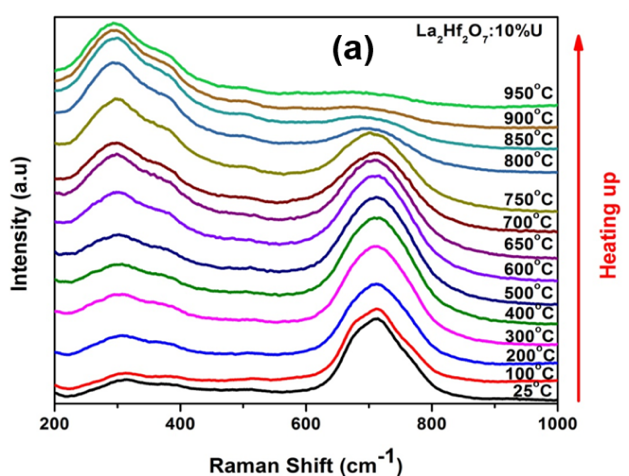 (a)
La₂Hf₂O₇:10%U
950°C
900°C
850°C
800°C
750°C
700°C
650°C
600°C
500°C
400°C
300°C
200°C
100°C
25°C
Heating up
Intensity (a.u)
200 400 600 800 1000
Raman Shift (cm⁻¹)